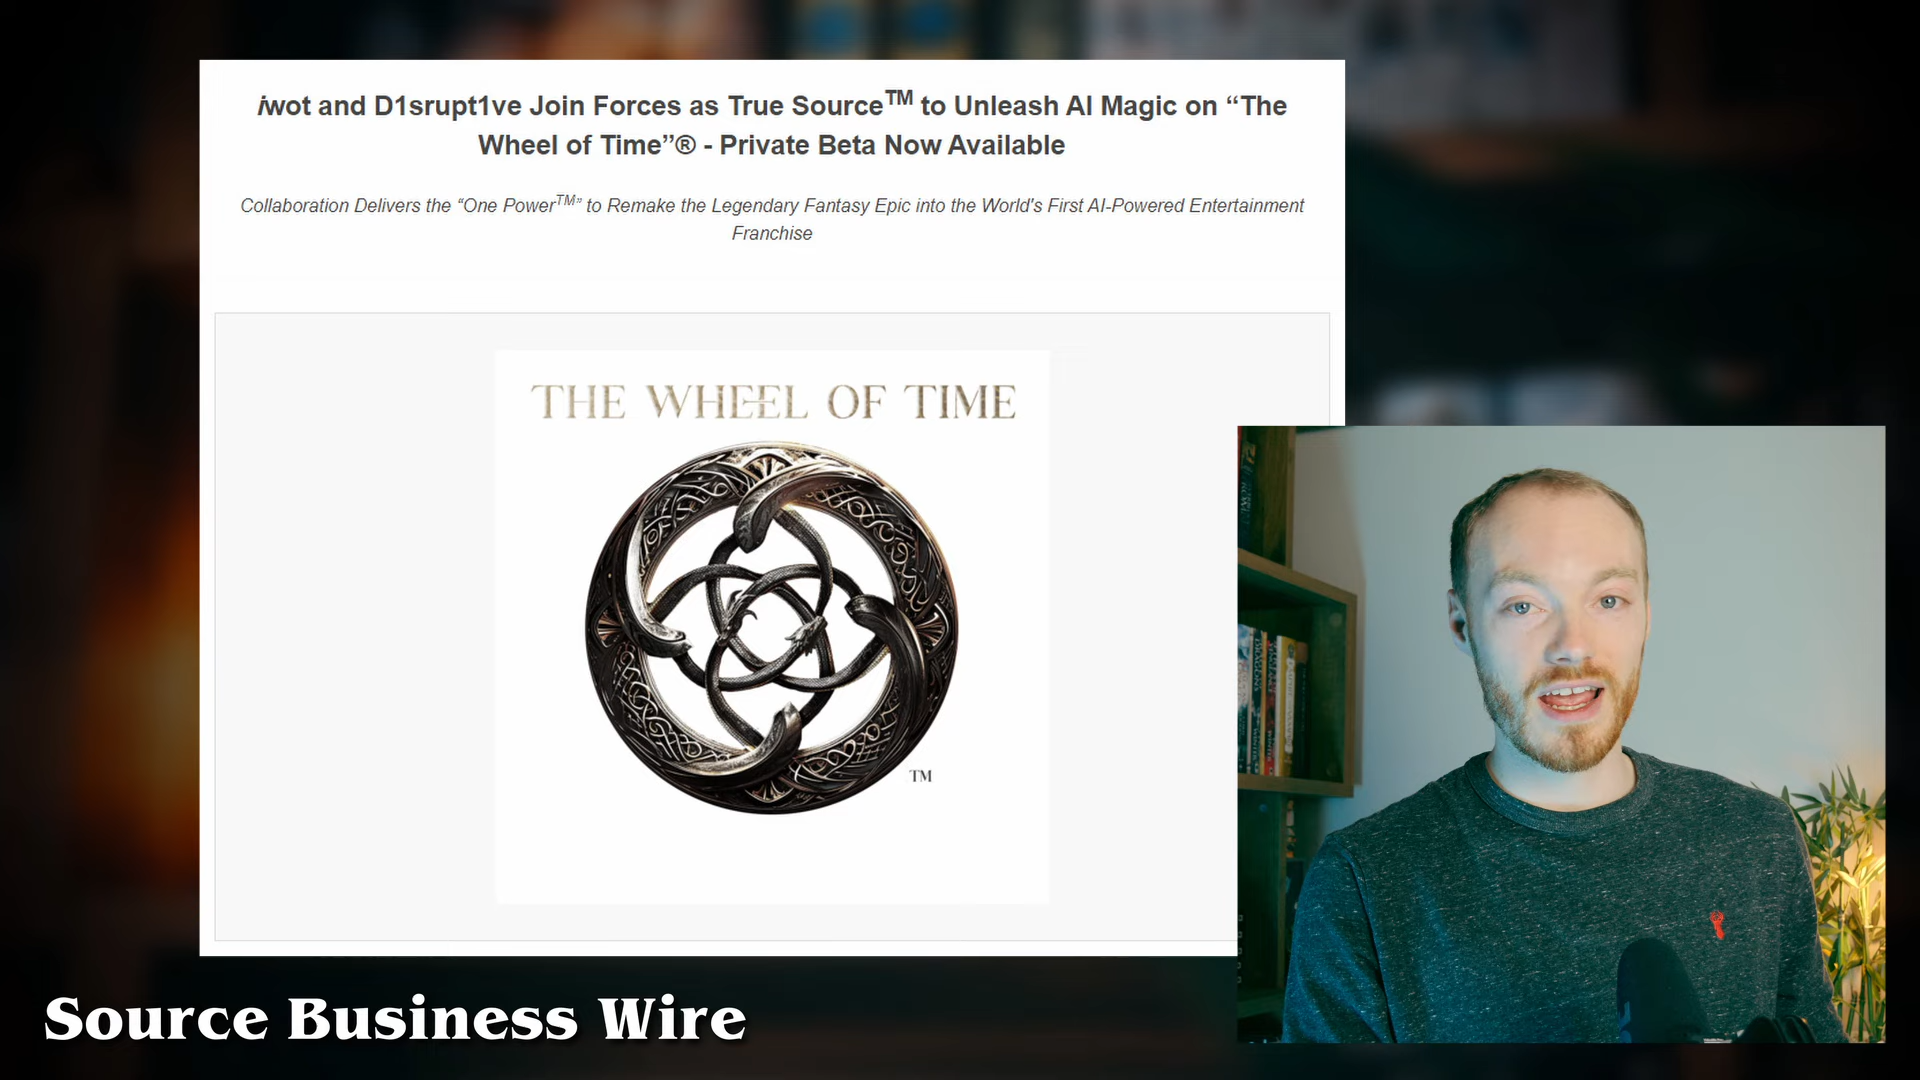 iwot and D1srupt1ve Join Forces as True Source™ to Unleash AI Magic on “The
Wheel of Time”® - Private Beta Now Available
Collaboration Delivers the “One Power™” to Remake the Legendary Fantasy Epic into the World's First AI-Powered Entertainment
Franchise
THE WHEEL OF TIME
TM
Source Business Wire